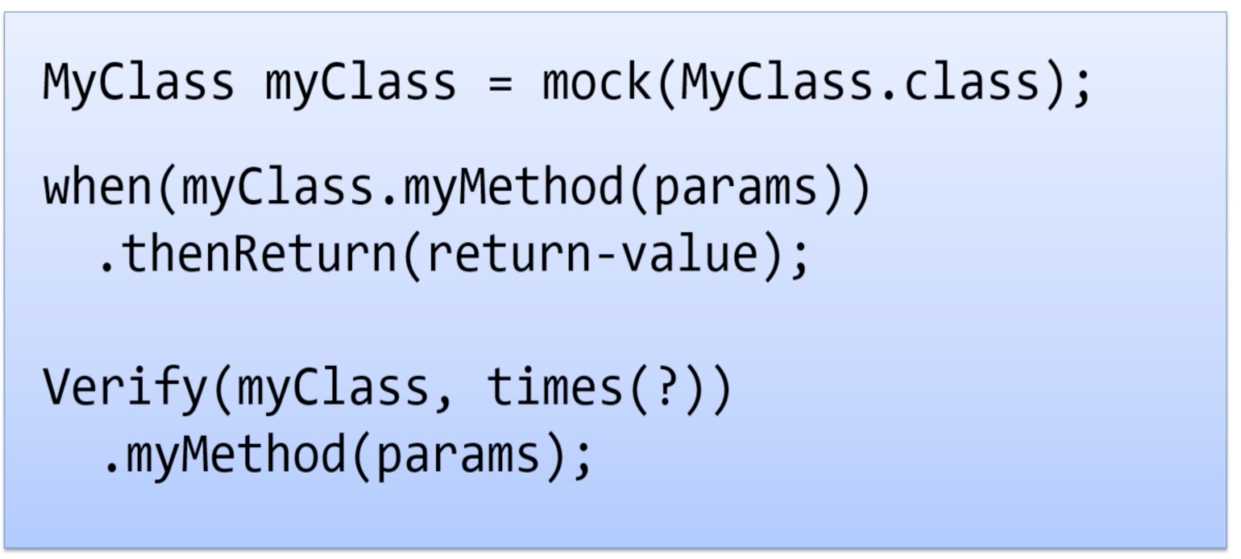 MyClass myClass = mock(MyClass.class);
when(myClass.myMethod(params))
.thenReturn(return-value);
Verify(myClass, times(?))
.myMethod(params);